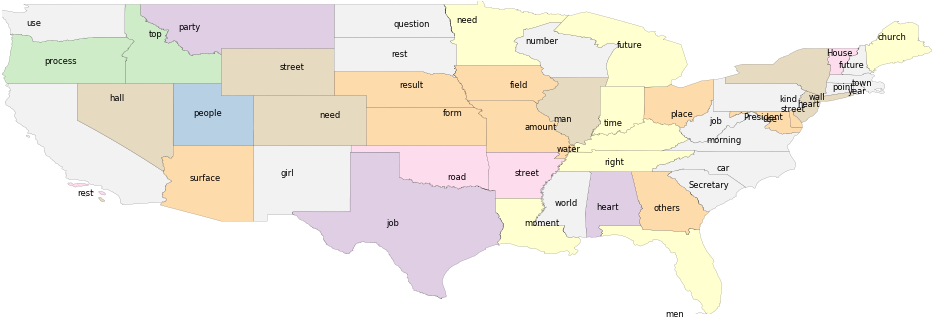 use
party
question
need
church
top
number
future
House
process
rest
future
street
result
field
point
town
year
hall
people
need
form
amount
man
time
place
kind
wall
heart
street
President
job
morning
water
right
car
surface
girl
road
street
Secretary
rest
world
heart
others
job
moment
men